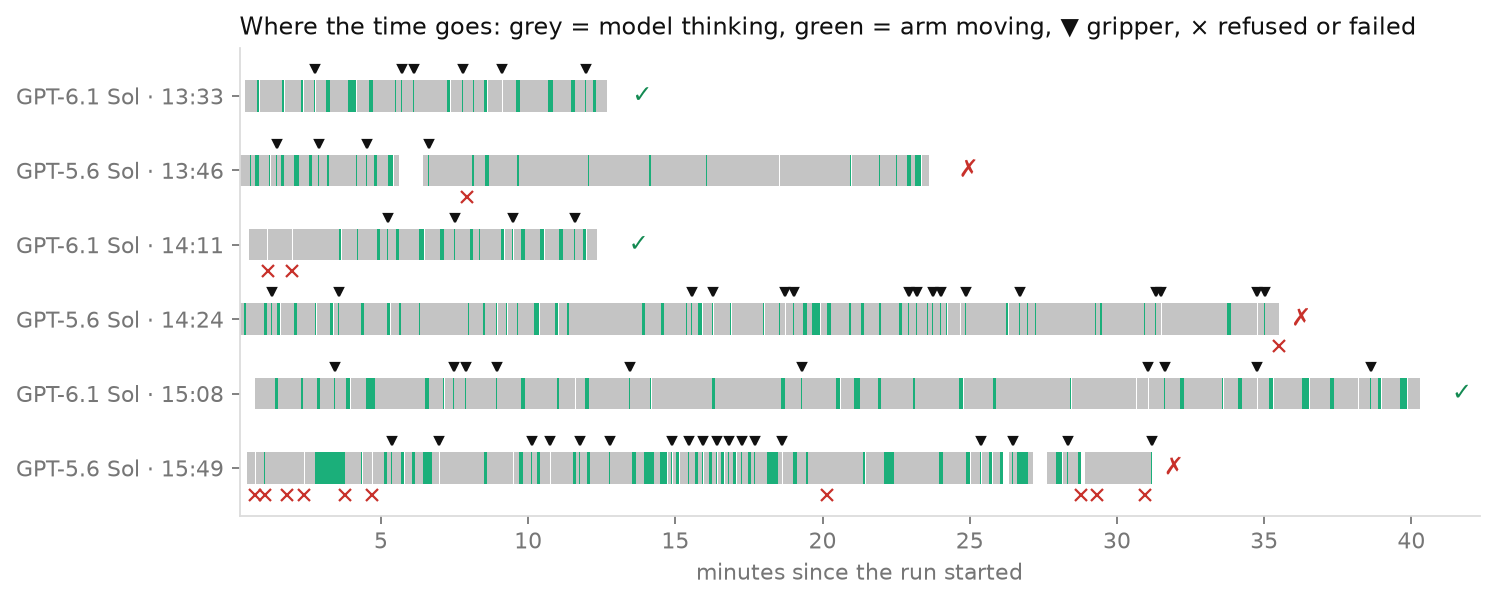 Where the time goes: grey = model thinking, green = arm moving, ▼ gripper, × refused or failed
GPT-6.1 Sol · 13:33
GPT-5.6 Sol · 13:46
GPT-6.1 Sol · 14:11
GPT-5.6 Sol · 14:24
GPT-6.1 Sol · 15:08
GPT-5.6 Sol · 15:49
5 10 15 20 25 30 35 40
minutes since the run started